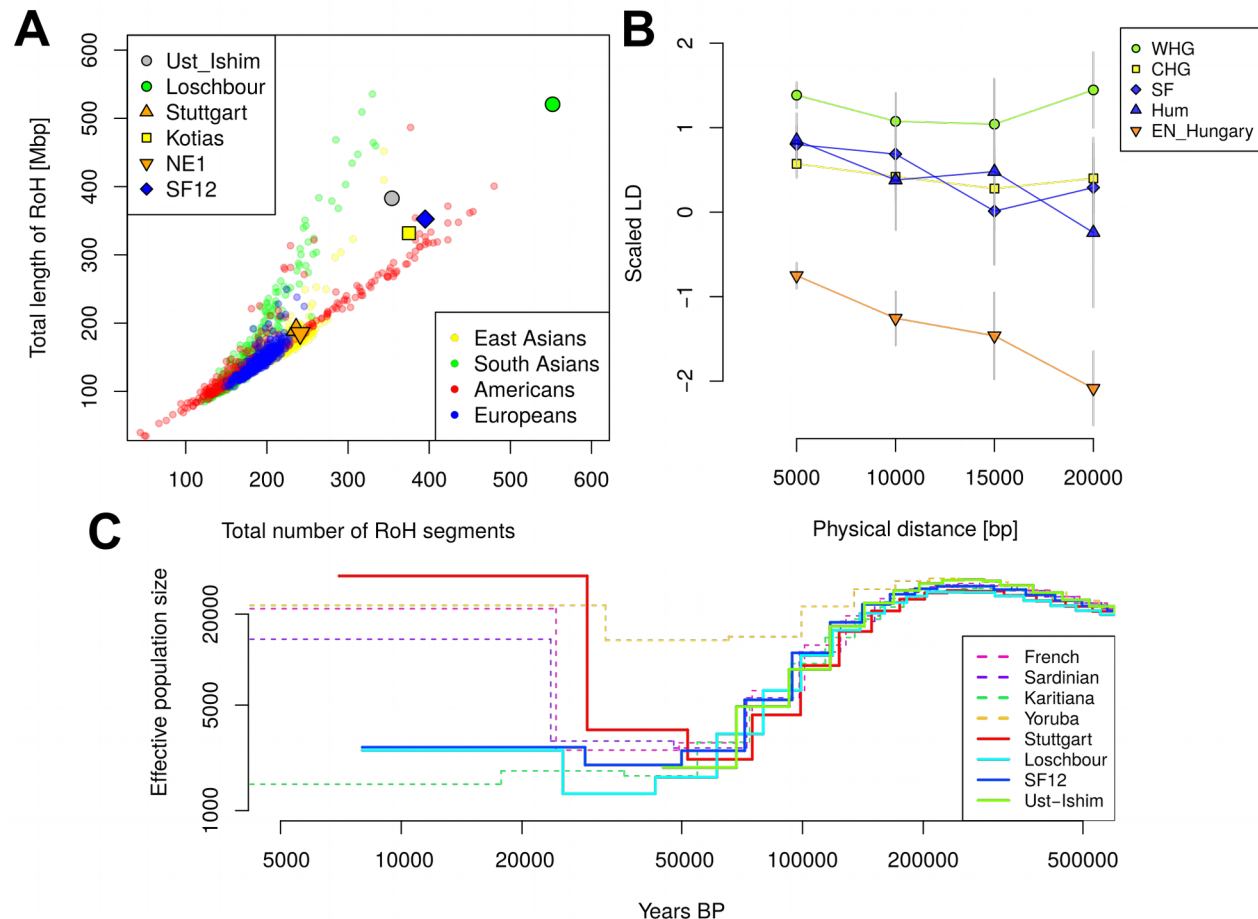 A
Total length of RoH [Mbp]
600
500
400
300
200
100
Ust_Ishim
Loschbour
Stuttgart
Kotias
NE1
SF12
East Asians
South Asians
Americans
Europeans
100 200 300 400 500 600
Total number of RoH segments
B
Scaled LD
2
1
0
−1
−2
WHG
CHG
SF
Hum
EN_Hungary
5000 10000 15000 20000
Physical distance [bp]
C
Effective population size
20000
5000
1000
French
Sardinian
Karitiana
Yoruba
Stuttgart
Loschbour
SF12
Ust−Ishim
5000 10000 20000 50000 100000 200000 500000
Years BP